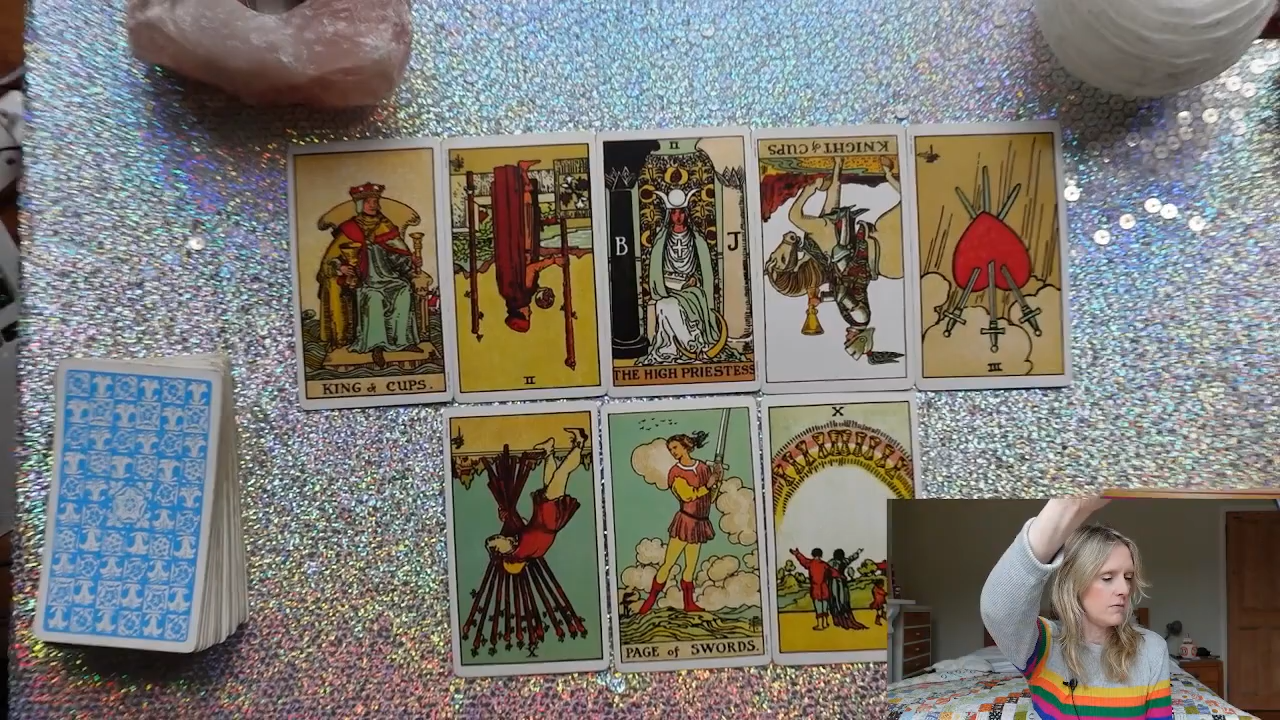 KING of CUPS.
II
II
B
J
THE HIGH PRIESTESS
KNIGHT of CUPS
III
X
PAGE of SWORDS.
X